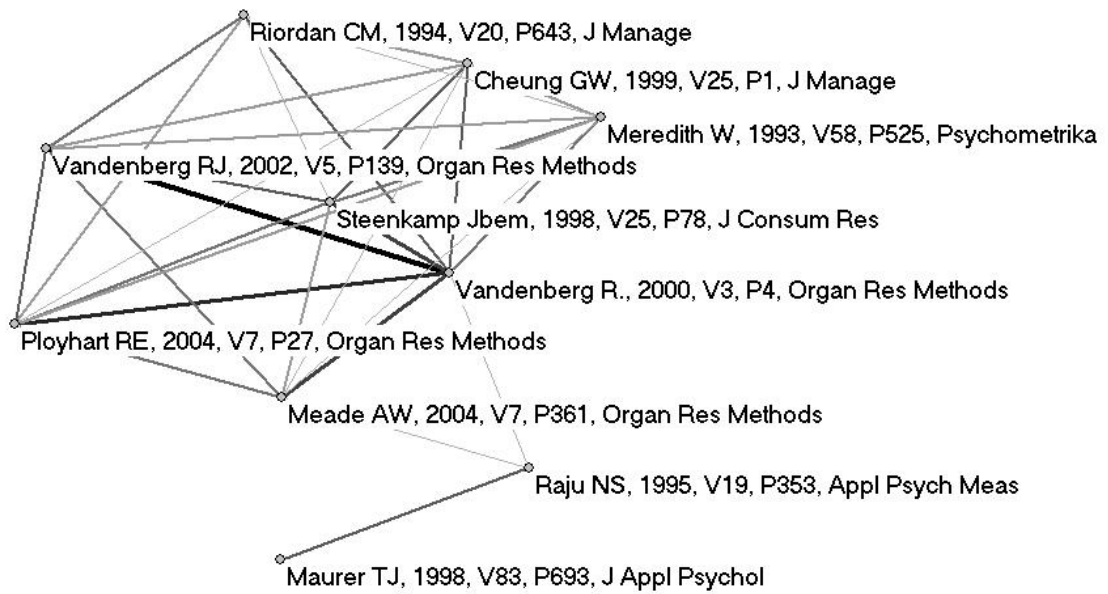 Riordan CM, 1994, V20, P643, J Manage
Cheung GW, 1999, V25, P1, J Manage
Meredith W, 1993, V58, P525, Psychometrika
Vandenberg RJ, 2002, V5, P139, Organ Res Methods
Steenkamp Jbem, 1998, V25, P78, J Consum Res
Vandenberg R., 2000, V3, P4, Organ Res Methods
Ployhart RE, 2004, V7, P27, Organ Res Methods
Meade AW, 2004, V7, P361, Organ Res Methods
Raju NS, 1995, V19, P353, Appl Psych Meas
Maurer TJ, 1998, V83, P693, J Appl Psychol